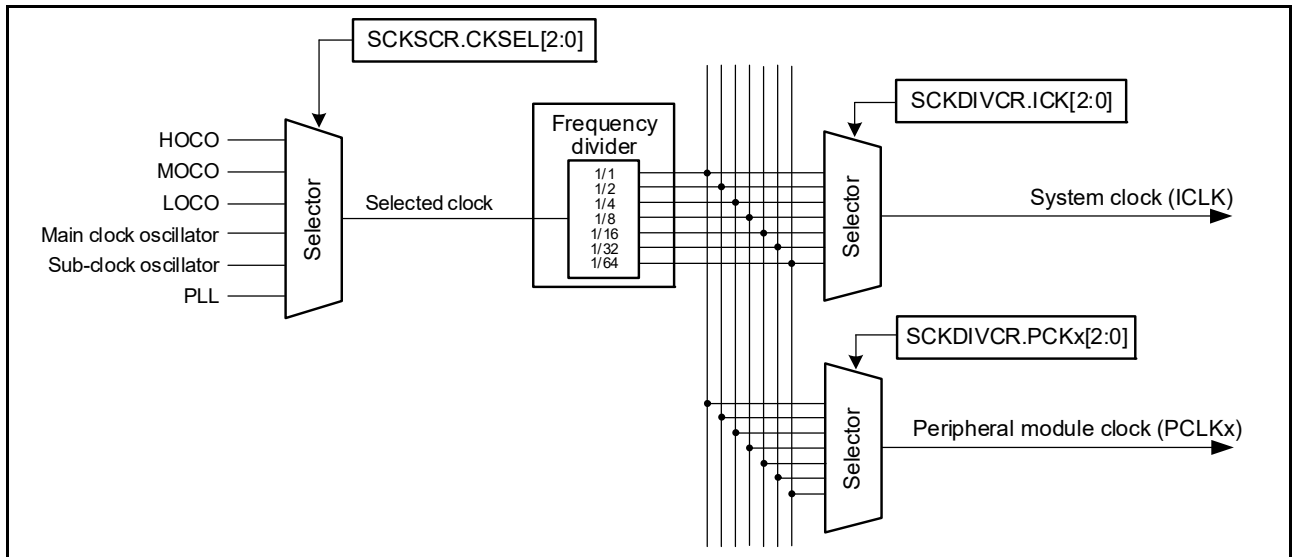 SCKSCR.CKSEL[2:0]
HOCO
MOCO
LOCO
Main clock oscillator
Sub-clock oscillator
PLL
Selector
Selected clock
Frequency
divider
1/1
1/2
1/4
1/8
1/16
1/32
1/64
SCKDIVCR.ICK[2:0]
Selector
System clock (ICLK)
SCKDIVCR.PCKx[2:0]
Selector
Peripheral module clock (PCLKx)